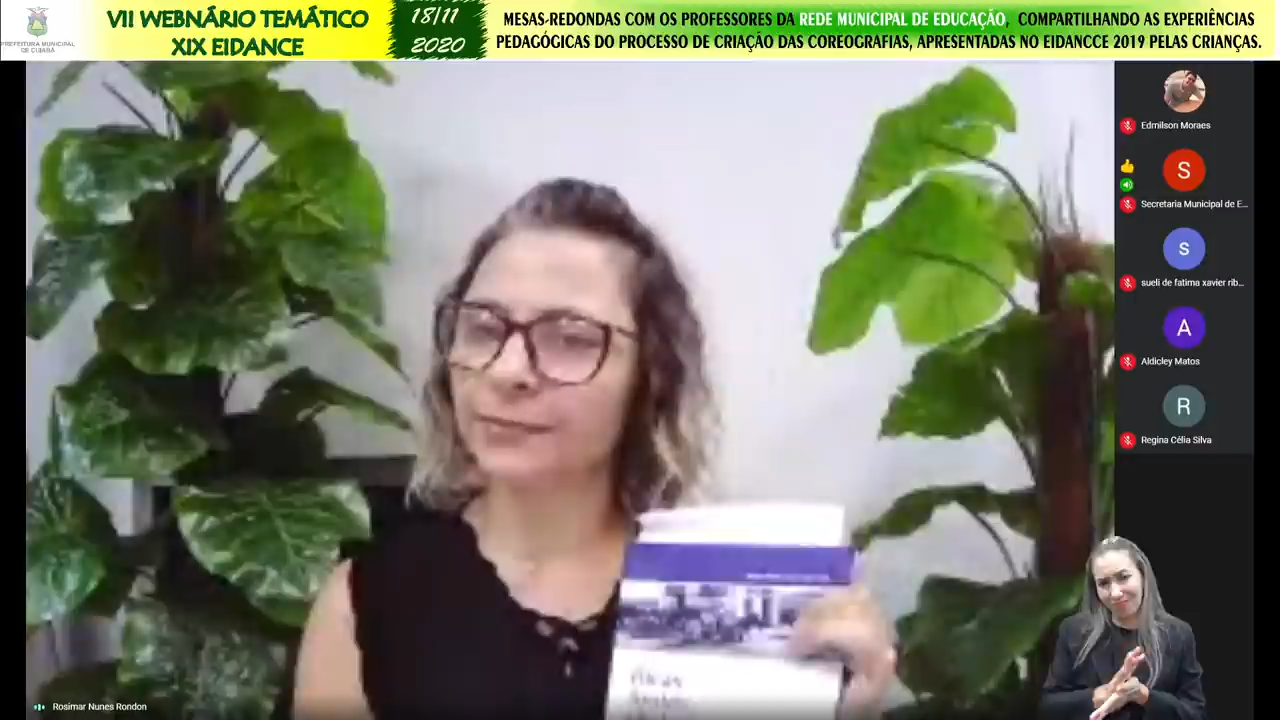 PREFEITURA MUNICIPAL
DE CUIABÁ
VII WEBNÁRIO TEMÁTICO
XIX EIDANCE
18/11
2020
MESAS-REDONDAS COM OS PROFESSORES DA REDE MUNICIPAL DE EDUCAÇÃO, COMPARTILHANDO AS EXPERIÊNCIAS
PEDAGÓGICAS DO PROCESSO DE CRIAÇÃO DAS COREOGRAFIAS, APRESENTADAS NO EIDANCCE 2019 PELAS CRIANÇAS.
Edmilson Moraes
S
Secretaria Municipal de E...
s
sueli de fatima xavier rib...
A
Aldicley Matos
R
Regina Célia Silva
Rosimar Nunes Rondon